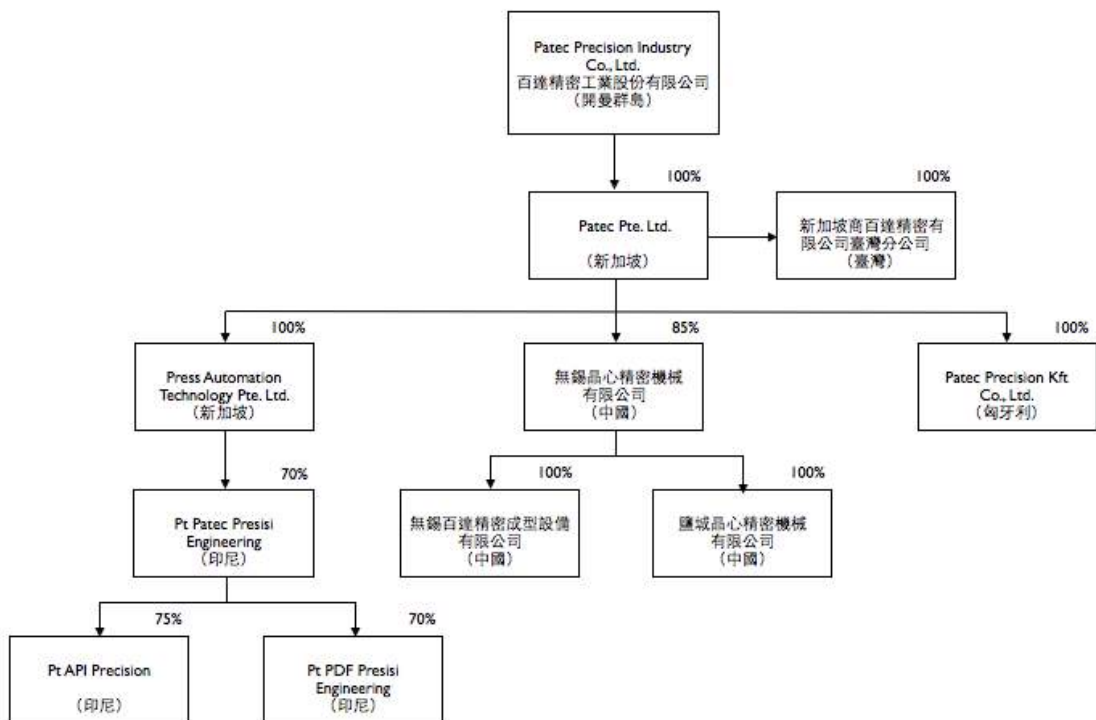 Patec Precision Industry
Co., Ltd.
百達精密工業股份有限公司
（開曼群島）
100%
100%
Patec Pte. Ltd.
（新加坡）
新加坡商百達精密有
限公司臺灣分公司
（臺灣）
100%
85%
100%
Press Automation
Technology Pte. Ltd.
（新加坡）
無錫晶心精密機械
有限公司
（中國）
Patec Precision Kft
Co., Ltd.
（匈牙利）
70%
100%
100%
Pt Patec Presisi
Engineering
（印尼）
無錫百達精密成型設備
有限公司
（中國）
鹽城晶心精密機械
有限公司
（中國）
75%
70%
Pt API Precision
（印尼）
Pt PDF Presisi
Engineering
（印尼）